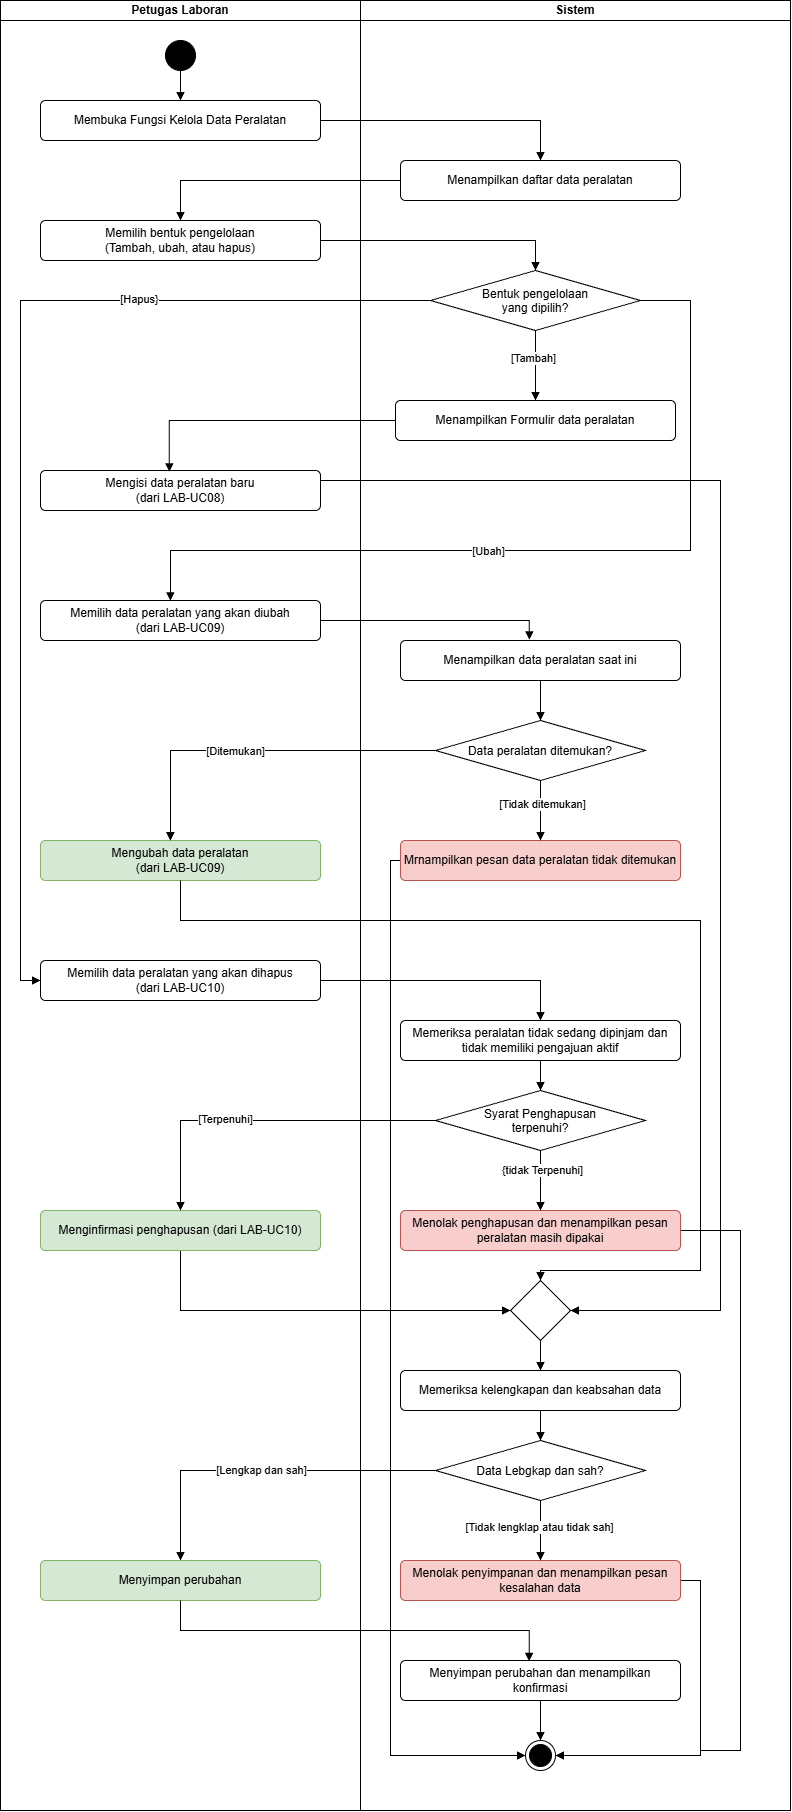 Petugas Laboran
Sistem
Membuka Fungsi Kelola Data Peralatan
Menampilkan daftar data peralatan
Memilih bentuk pengelolaan
(Tambah, ubah, atau hapus)
Bentuk pengelolaan
yang dipilih?
[Hapus}
[Tambah]
Menampilkan Formulir data peralatan
Mengisi data peralatan baru
(dari LAB-UC08)
[Ubah]
Memilih data peralatan yang akan diubah
(dari LAB-UC09)
Menampilkan data peralatan saat ini
Data peralatan ditemukan?
[Ditemukan]
[Tidak ditemukan]
Mengubah data peralatan
(dari LAB-UC09)
Mrnampilkan pesan data peralatan tidak ditemukan
Memilih data peralatan yang akan dihapus
(dari LAB-UC10)
Memeriksa peralatan tidak sedang dipinjam dan
tidak memiliki pengajuan aktif
Syarat Penghapusan
terpenuhi?
[Terpenuhi]
{tidak Terpenuhi]
Menginfirmasi penghapusan (dari LAB-UC10)
Menolak penghapusan dan menampilkan pesan
peralatan masih dipakai
Memeriksa kelengkapan dan keabsahan data
Data Lebgkap dan sah?
[Lengkap dan sah]
[Tidak lengklap atau tidak sah]
Menyimpan perubahan
Menolak penyimpanan dan menampilkan pesan
kesalahan data
Menyimpan perubahan dan menampilkan
konfirmasi